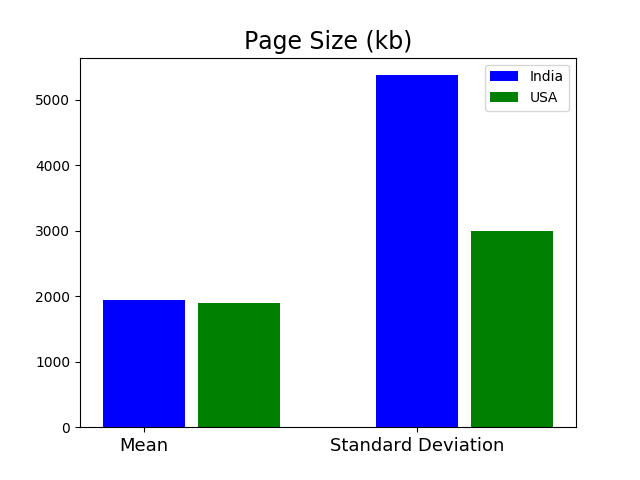 Page Size (kb)
India
USA
5000
4000
3000
2000
1000
0
Mean
Standard Deviation